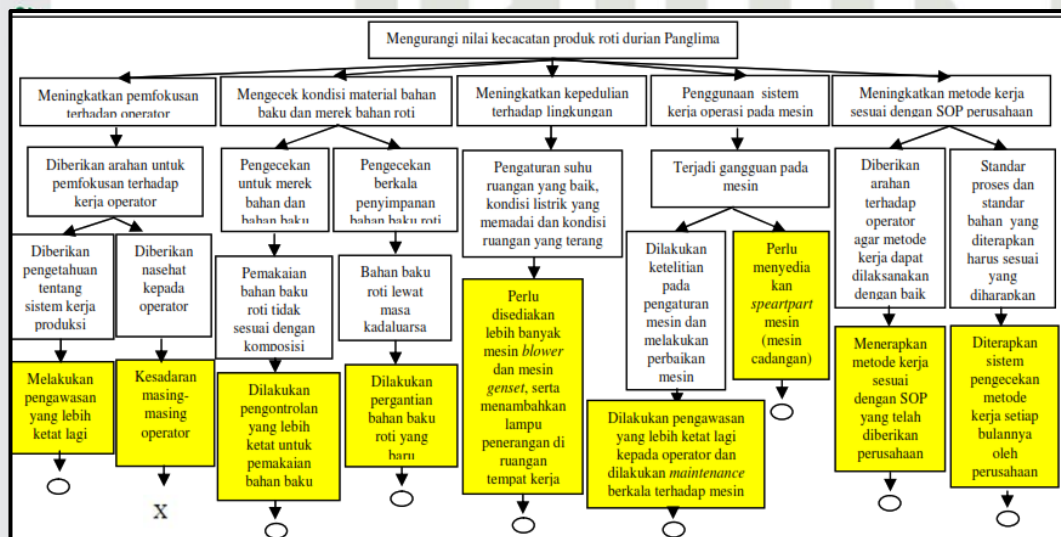 Mengurangi nilai kecacatan produk roti durian Panglima
Meningkatkan pemfokusan
terhadap operator
Mengecek kondisi material bahan
baku dan merek bahan roti
Meningkatkan kepedulian
terhadap lingkungan
Penggunaan sistem
kerja operasi pada mesin
Meningkatkan metode kerja
sesuai dengan SOP perusahaan
Diberikan arahan untuk
pemfokusan terhadap
kerja operator
Pengecekan
untuk merek
bahan dan
bahan baku
Pengecekan
berkala
penyimpanan
bahan baku roti
Pengaturan suhu
ruangan yang baik,
kondisi listrik yang
memadai dan kondisi
ruangan yang terang
Terjadi gangguan pada
mesin
Diberikan
arahan
terhadap
operator
agar metode
kerja dapat
dilaksanakan
dengan baik
Standar
proses dan
standar
bahan yang
diterapkan
harus sesuai
yang
diharapkan
Diberikan
pengetahuan
tentang
sistem kerja
produksi
Diberikan
nasehat
kepada
operator
Pemakaian
bahan baku
roti tidak
sesuai dengan
komposisi
Bahan baku
roti lewat
masa
kadaluarsa
Perlu
disediakan
lebih banyak
mesin blower
dan mesin
genset, serta
menambahkan
lampu
penerangan di
ruangan
tempat kerja
Dilakukan
ketelitian
pada
pengaturan
mesin dan
melakukan
perbaikan
mesin
Perlu
menyedia
kan
speartpart
mesin
(mesin
cadangan)
Melakukan
pengawasan
yang lebih
ketat lagi
Kesadaran
masing-
masing
operator
Dilakukan
pengontrolan
yang lebih
ketat untuk
pemakaian
bahan baku
Dilakukan
pergantian
bahan baku
roti yang
baru
Dilakukan pengawasan
yang lebih ketat lagi
kepada operator dan
dilakukan maintenance
berkala terhadap mesin
Menerapkan
metode kerja
sesuai
dengan SOP
yang telah
diberikan
perusahaan
Diterapkan
sistem
pengecekan
metode
kerja setiap
bulannya
oleh
perusahaan
X